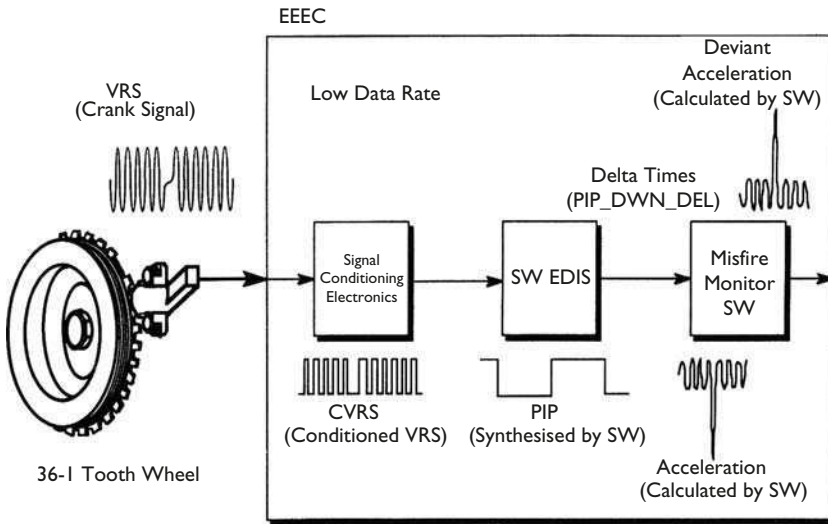 EEEC
VRS
(Crank Signal)
Low Data Rate
Deviant
Acceleration
(Calculated by SW)
Delta Times
(PIP_DWN_DEL)
Signal
Conditioning
Electronics
SW EDIS
Misfire
Monitor
SW
CVRS
(Conditioned VRS)
PIP
(Synthesised by SW)
36-1 Tooth Wheel
Acceleration
(Calculated by SW)